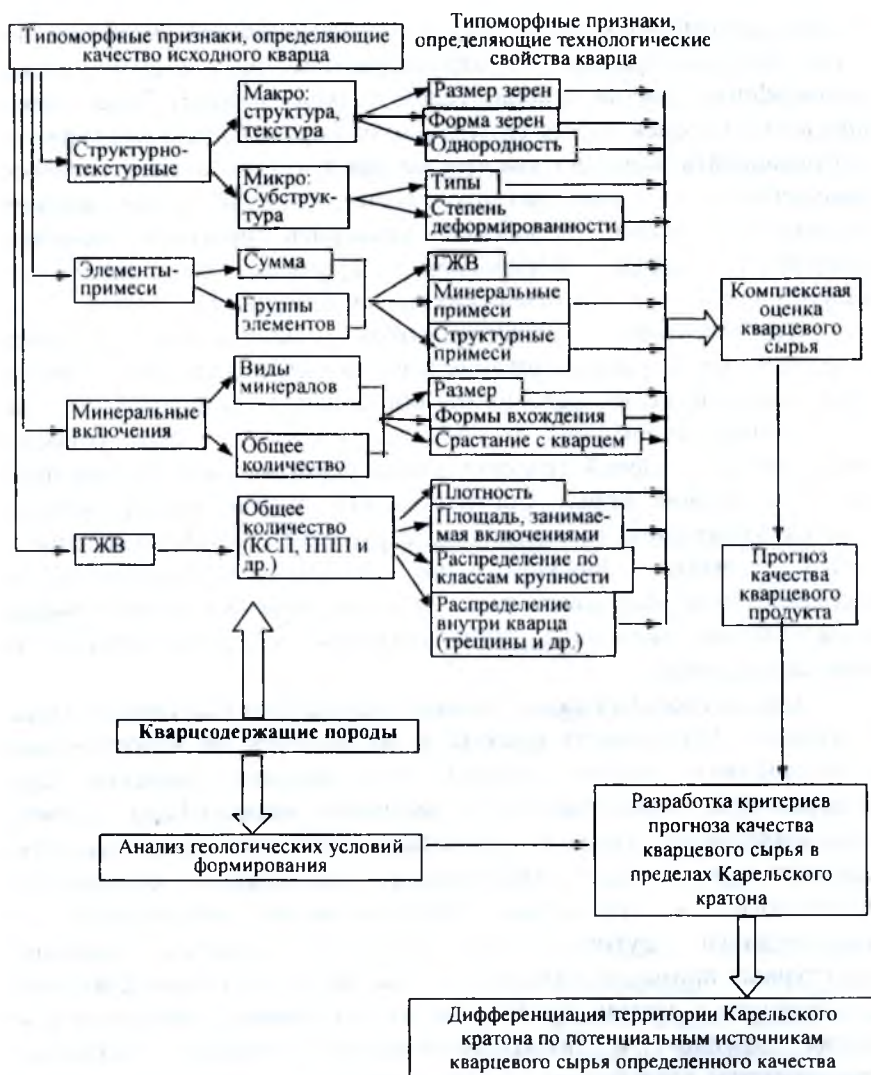 Типоморфные признаки, определяющие
качество исходного кварца
Типоморфные признаки,
определяющие технологические
свойства кварца
Структурно-
текстурные
Макро:
структура,
текстура
Микро:
Субструк-
тура
Размер зерен
Форма зерен
Однородность
Типы
Степень
деформированности
Элементы-
примеси
Сумма
Группы
элементов
ГЖВ
Минеральные
примеси
Структурные
примеси
Минеральные
включения
Виды
минералов
Общее
количество
Размер
Формы вхождения
Срастание с кварцем
ГЖВ
Общее
количество
(КСП, ППП и
др.)
Плотность
Площадь, занимае-
мая включениями
Распределение по
классам крупности
Распределение
внутри кварца
(трещины и др.)
Комплексная
оценка
кварцевого
сырья
Прогноз
качества
кварцевого
продукта
Кварцсодержащие породы
Анализ геологических условий
формирования
Разработка критериев
прогноза качества
кварцевого сырья в
пределах Карельского
кратона
Дифференциация территории Карельского
кратона по потенциальным источникам
кварцевого сырья определенного качества